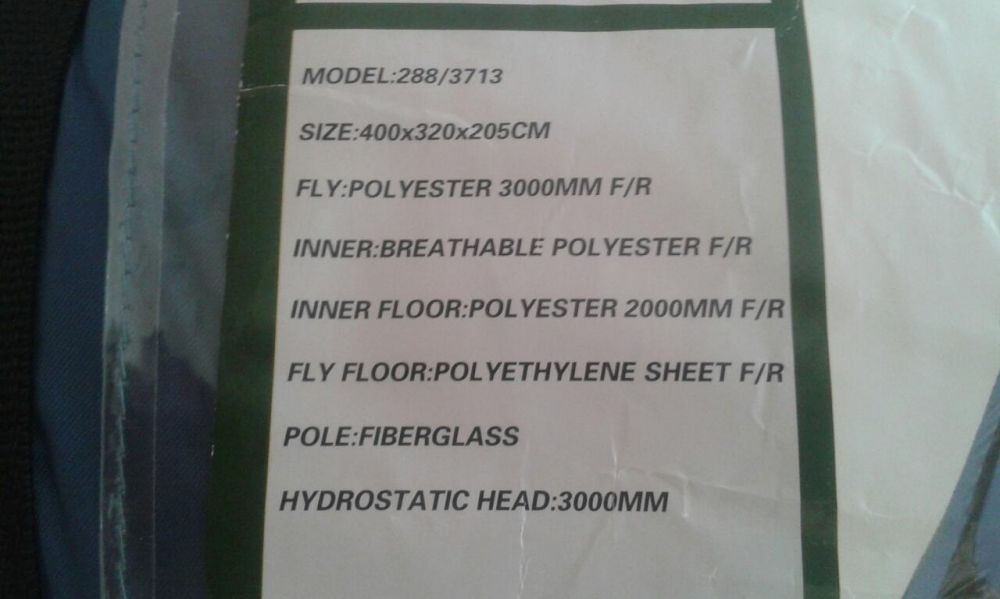 MODEL:288/3713
SIZE:400x320x205CM
FLY:POLYESTER 3000MM F/R
INNER:BREATHABLE POLYESTER F/R
INNER FLOOR:POLYESTER 2000MM F/R
FLY FLOOR:POLYETHYLENE SHEET F/R
POLE:FIBERGLASS
HYDROSTATIC HEAD:3000MM